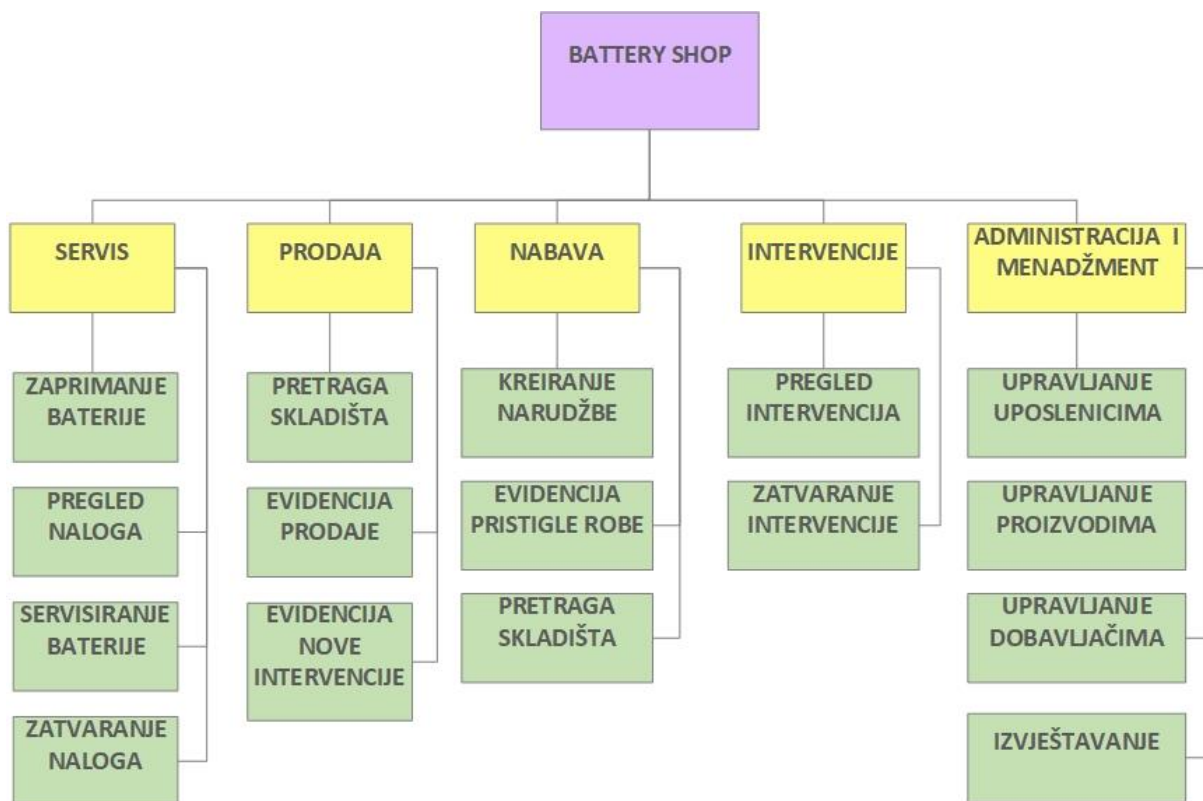 BATTERY SHOP
SERVIS
PRODAJA
NABAVA
INTERVENCIJE
ADMINISTRACIJA I
MENADŽMENT
ZAPRIMANJE
BATERIJE
PREGLED
NALOGA
SERVISIRANJE
BATERIJE
ZATVARANJE
NALOGA
PRETRAGA
SKLADIŠTA
EVIDENCIJA
PRODAJE
EVIDENCIJA
NOVE
INTERVENCIJE
KREIRANJE
NARUDŽBE
EVIDENCIJA
PRISTIGLE ROBE
PRETRAGA
SKLADIŠTA
PREGLED
INTERVENCIJA
ZATVARANJE
INTERVENCIJE
UPRAVLJANJE
UPOSLENICIMA
UPRAVLJANJE
PROIZVODIMA
UPRAVLJANJE
DOBAVLJAČIMA
IZVJEŠTAVANJE